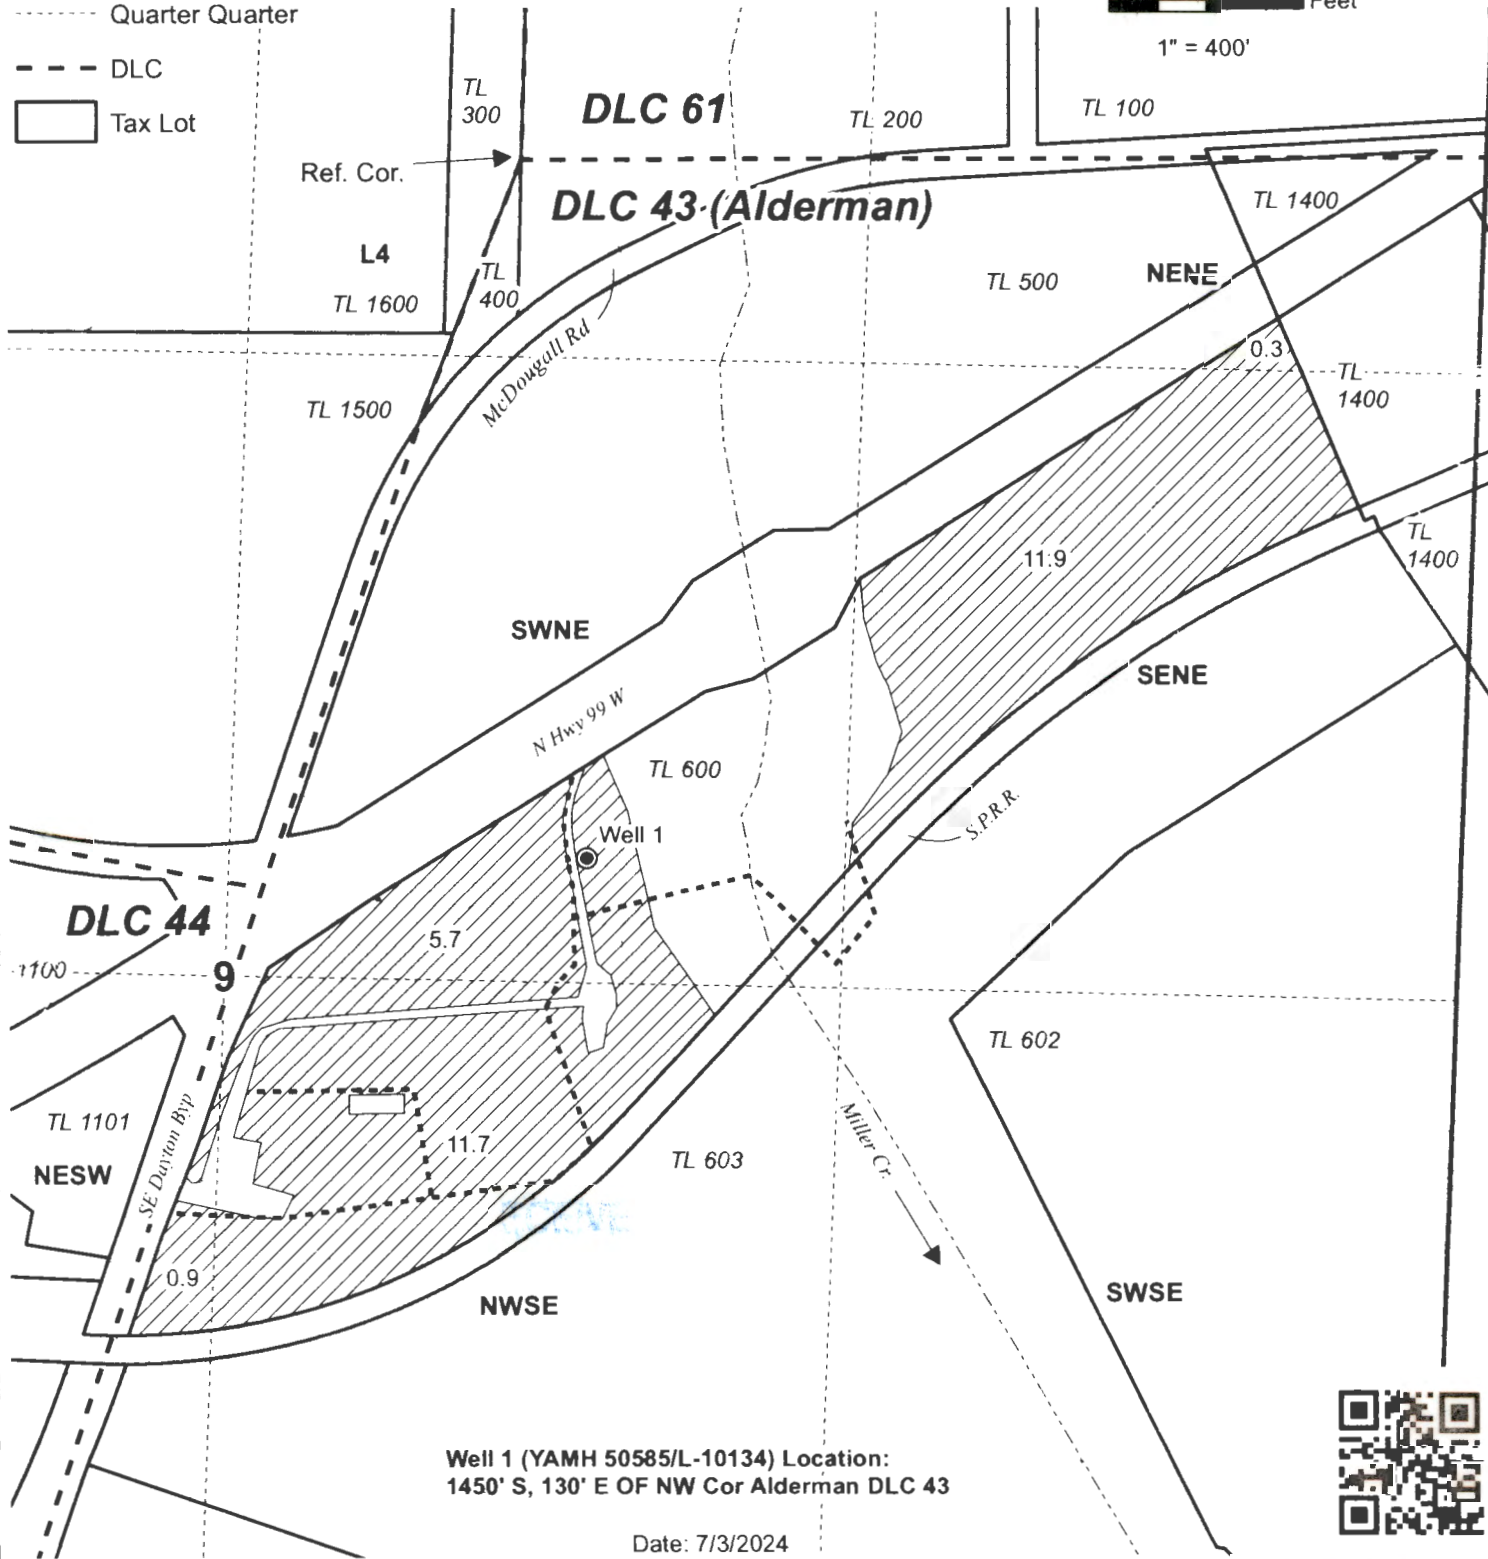 Quarter Quarter
Feet
1" = 400'
DLC
Tax Lot
TL
300
DLC 61
TL 200
TL 100
Ref. Cor.
DLC 43 (Alderman)
TL 1400
L4
TL
400
TL 1600
TL 500
NENE
McDougall Rd
0.3
TL
1400
TL 1500
11.9
TL
1400
SWNE
SENE
N Hwy 99 W
TL 600
S.P.R.R.
Well 1
DLC 44
5.7
1100
9
TL 602
TL 1101
SE Dayton Byp
Miller Cr.
11.7
TL 603
NESW
0.9
NWSE
SWSE
Well 1 (YAMH 50585/L-10134) Location:
1450' S, 130' E OF NW Cor Alderman DLC 43
Date: 7/3/2024